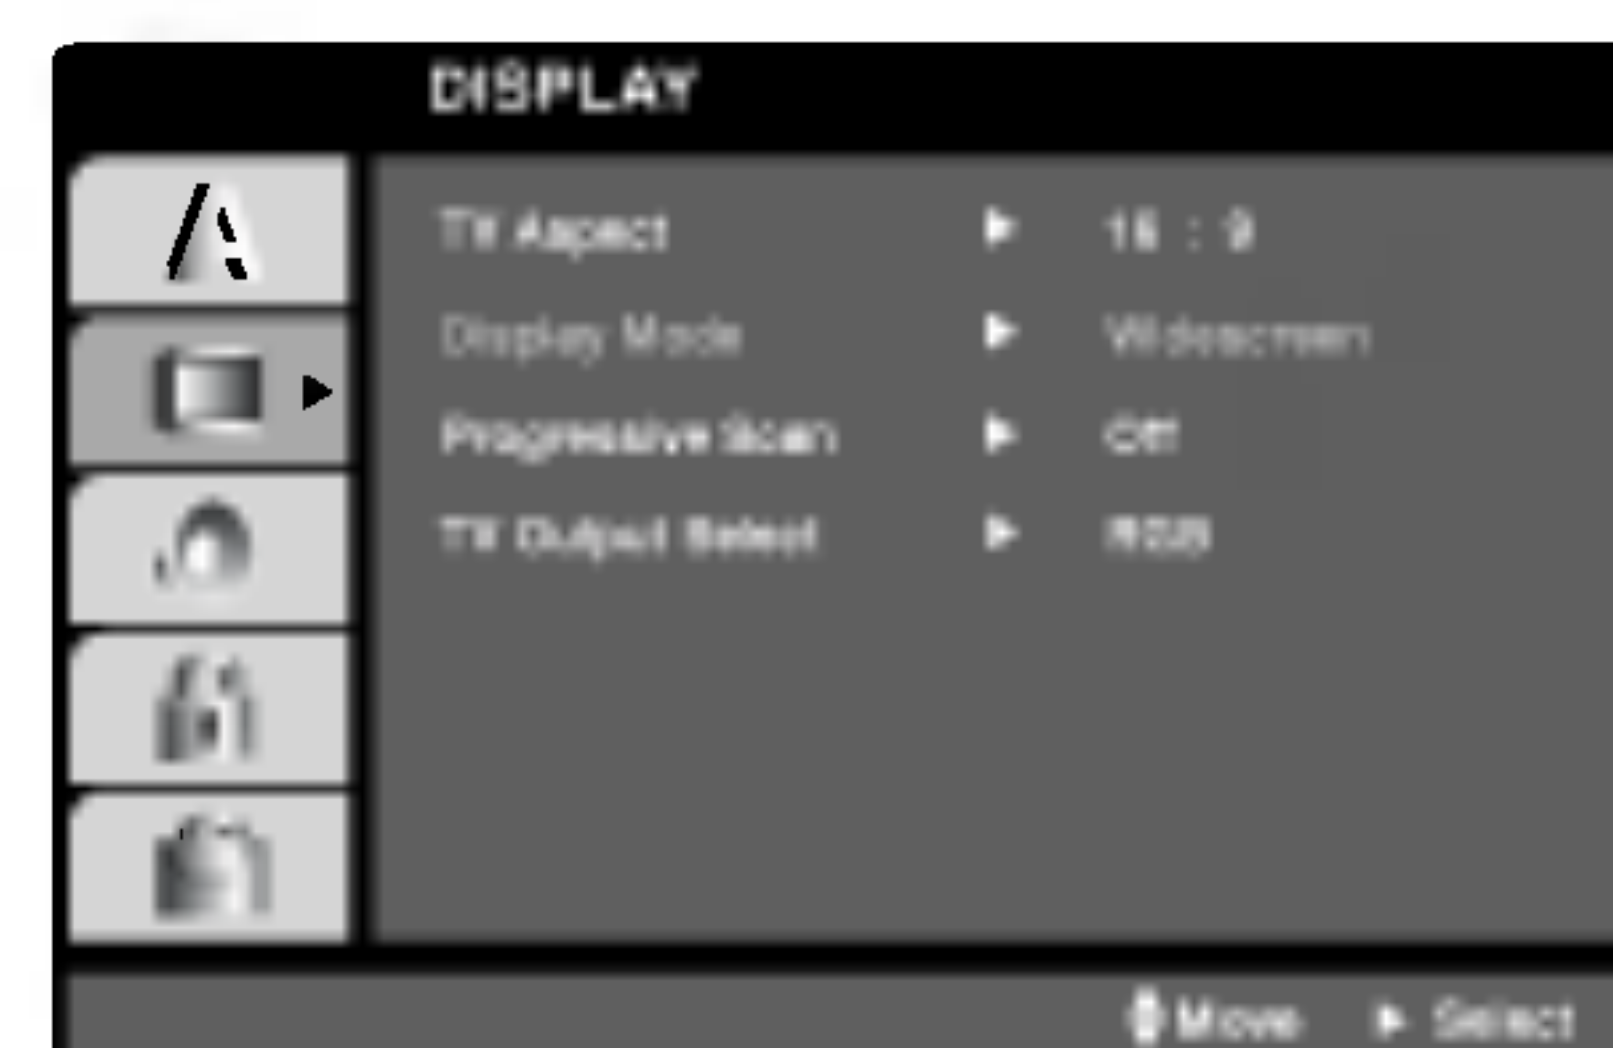 DISPLAY
TV Aspect ▶ 16 : 9
Display Mode ▶ Widescreen
Progressive Scan ▶ Off
TV Output Select ▶ RGB
Move ▶ Select